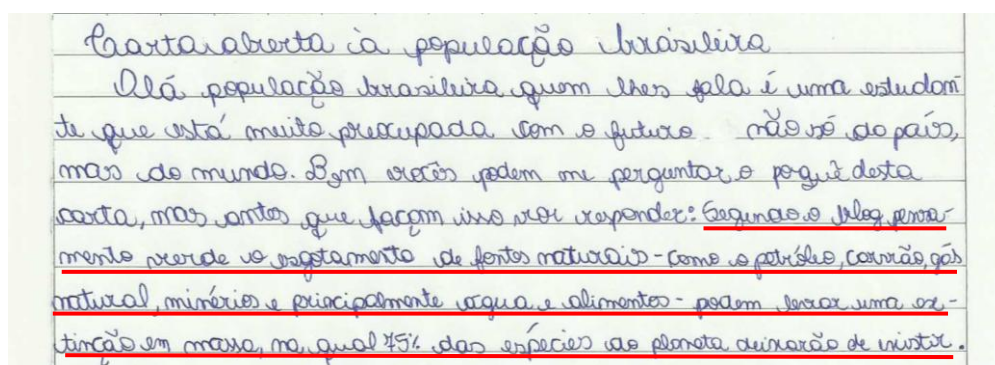 Carta aberta à população brasileira
Olá população brasileira quem lhes fala é uma estudan
te que está muito preocupada com o futuro não só do país,
mas do mundo. Bem vocês podem me perguntar o porquê desta
carta, mas antes que façam isso vou responder: Segundo o blog pensa-
mento verde o esgotamento de fontes naturais - como o petróleo, carvão, gás
natural, minérios e principalmente agua e alimentos - podem levar uma ex-
tinção em massa, na qual 75% das espécies do planeta deixarão de existir.